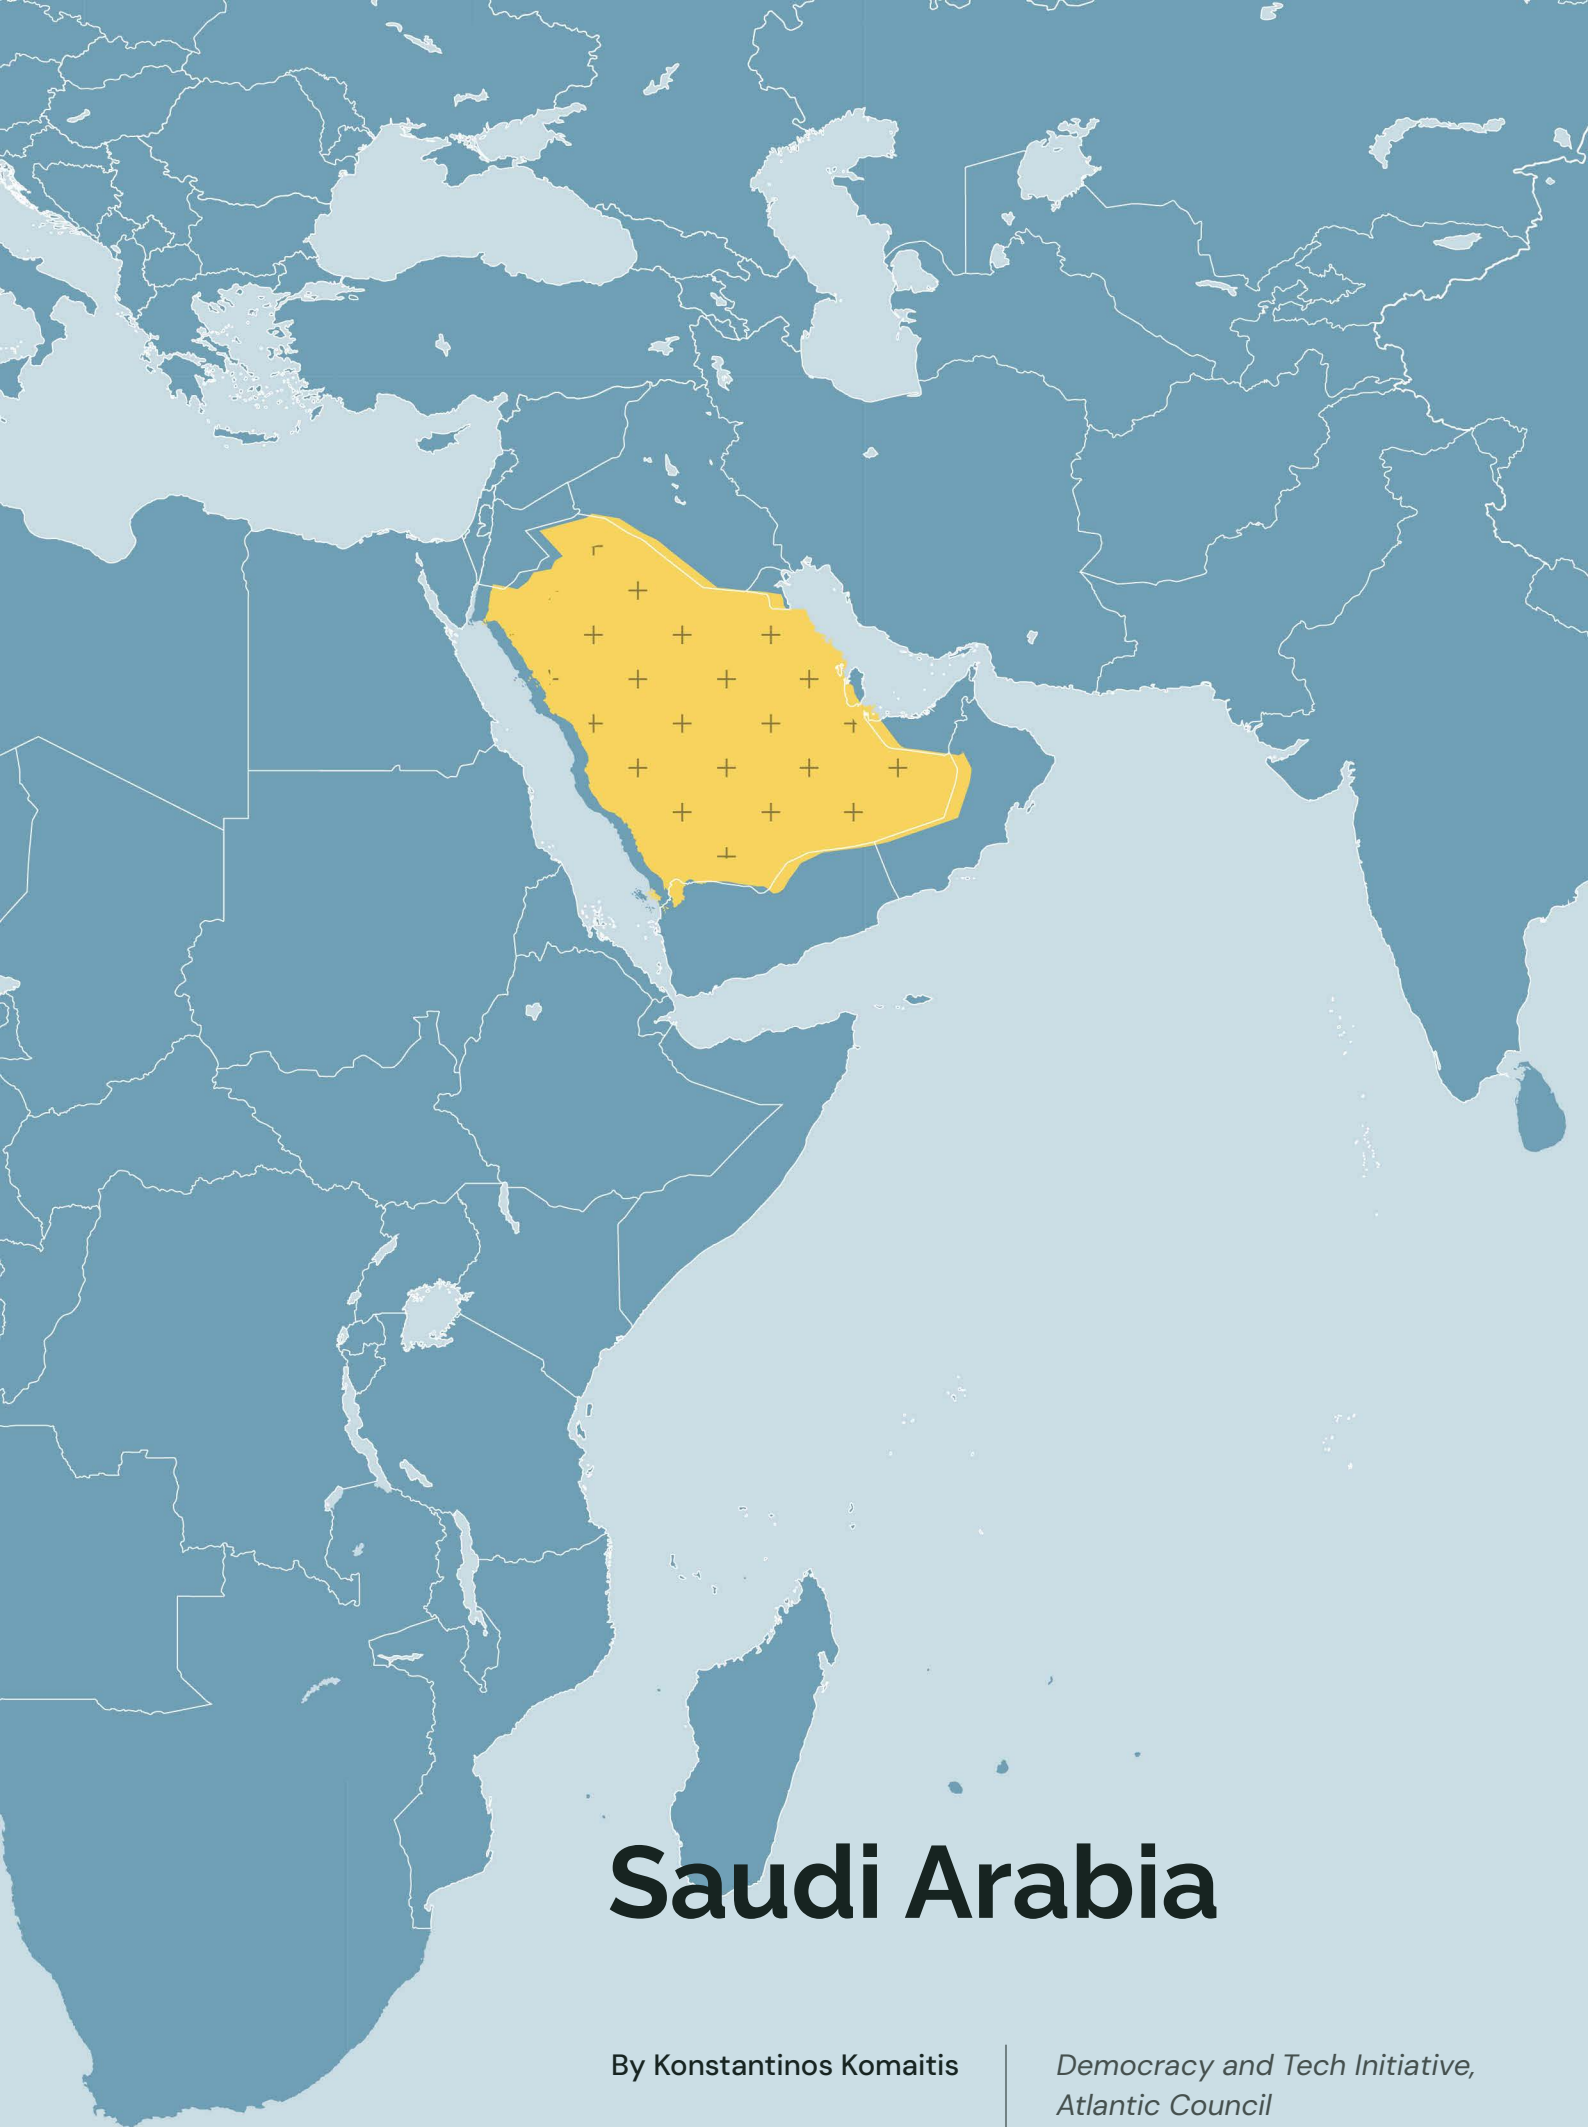 Saudi Arabia
By Konstantinos Komaitis
Democracy and Tech Initiative,
Atlantic Council